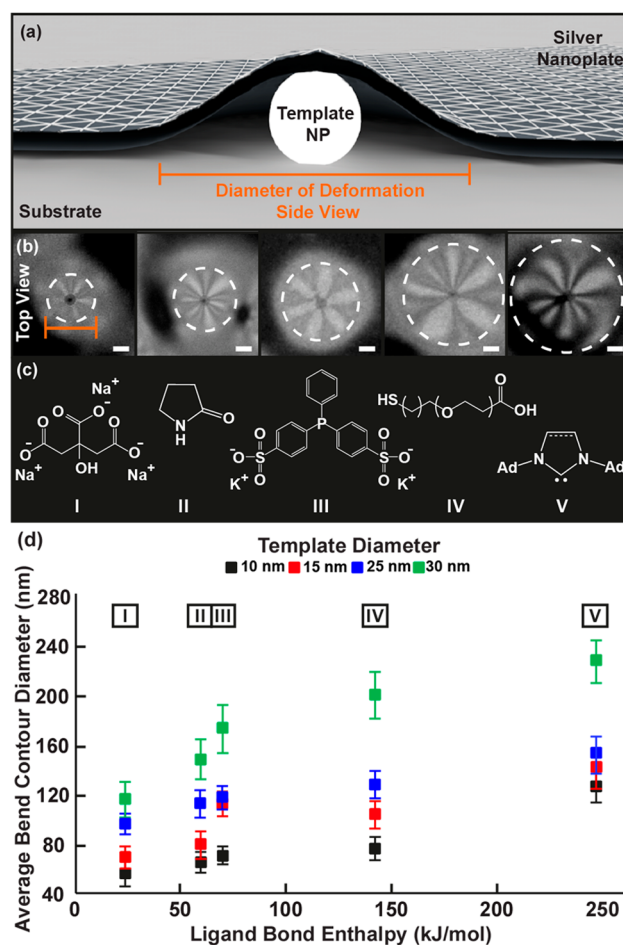 (a)
Silver
Nanoplate
Template
NP
Diameter of Deformation
Side View
Substrate
(b)
Top View
(c)
Na⁺
O⁻
O
O
O
⁻O
O⁻
Na⁺
OH
Na⁺
I
N
H
O
II
P
O
⁻O
S
O
K⁺
O
S
O⁻
O
K⁺
III
HS
O
O
OH
IV
Ad
N
N
Ad
V
(d)
Template Diameter
10 nm 15 nm 25 nm 30 nm
Average Bend Contour Diameter (nm)
280
240
200
160
120
80
40
I II III IV V
0 50 100 150 200 250
Ligand Bond Enthalpy (kJ/mol)